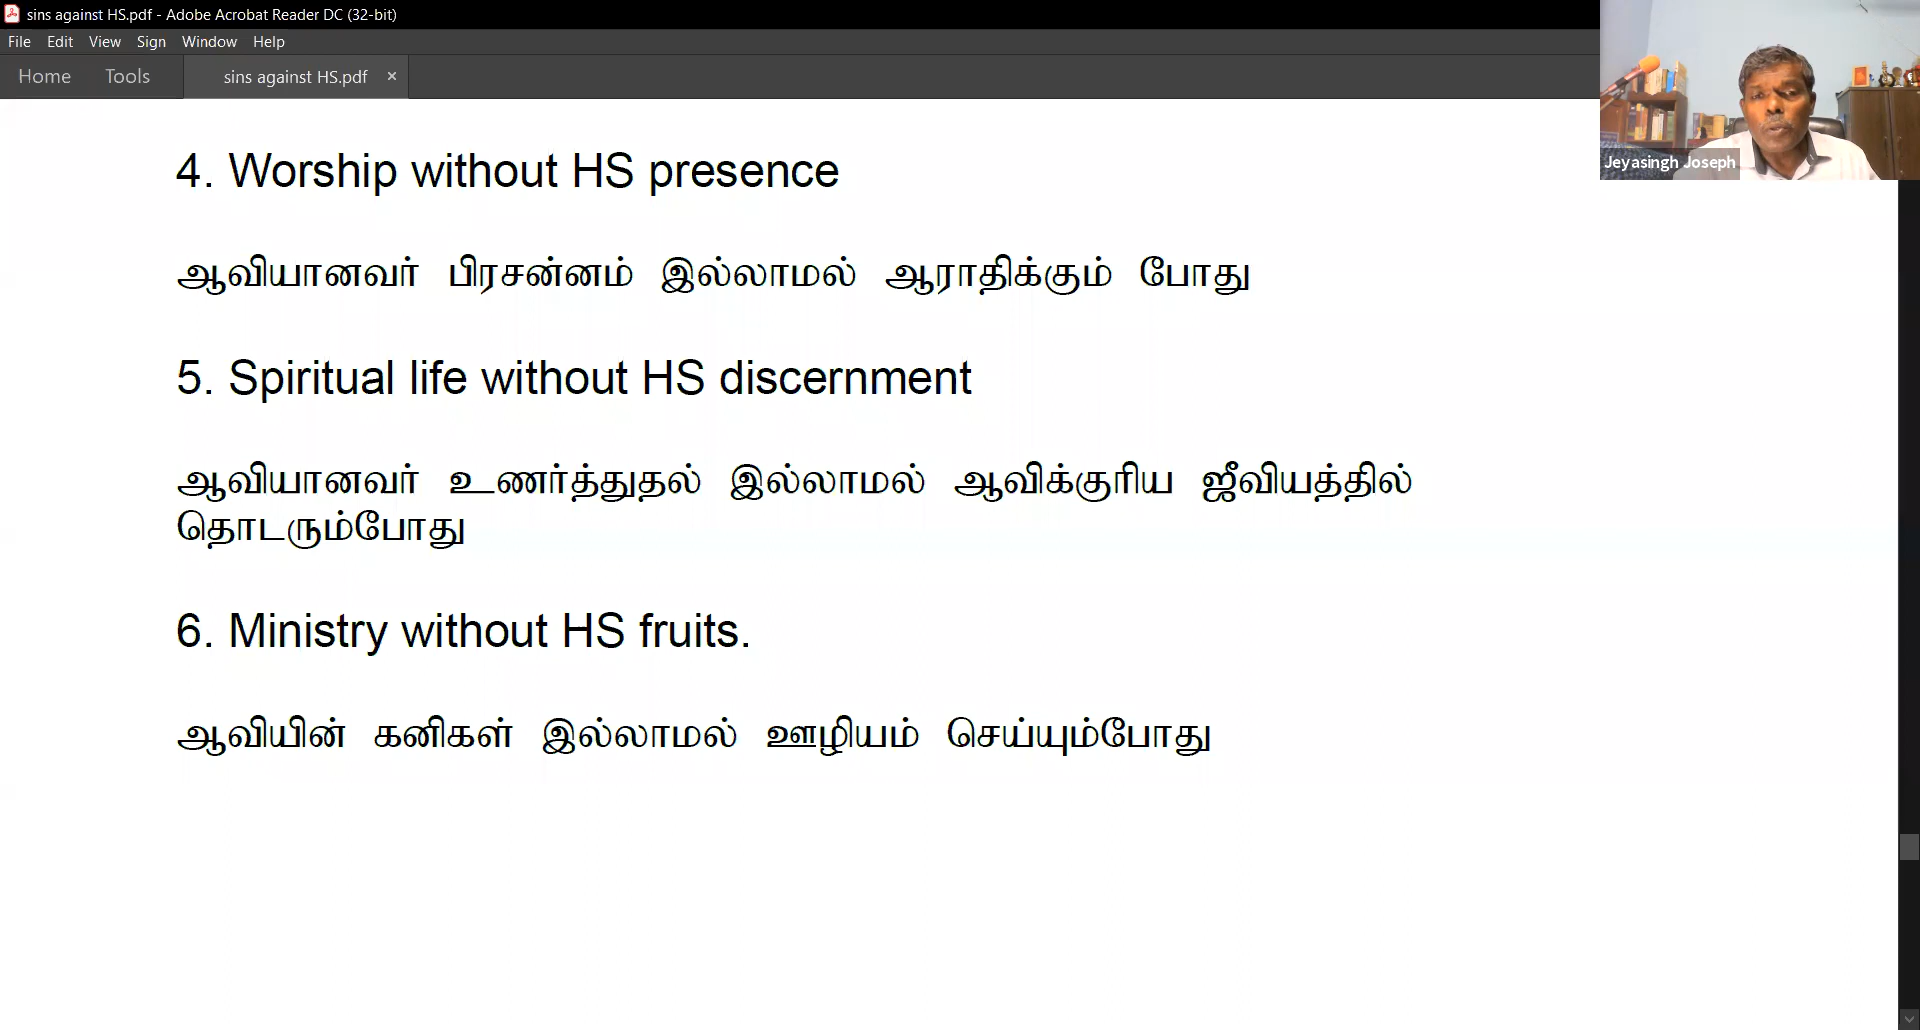 sins against HS.pdf - Adobe Acrobat Reader DC (32-bit)
File Edit View Sign Window Help
Home Tools sins against HS.pdf ×
Jeyasingh Joseph
4. Worship without HS presence
ஆவியானவர் பிரசன்னம் இல்லாமல் ஆராதிக்கும் போது
5. Spiritual life without HS discernment
ஆவியானவர் உணர்த்துதல் இல்லாமல் ஆவிக்குரிய ஜீவியத்தில்
தொடரும்போது
6. Ministry without HS fruits.
ஆவியின் கனிகள் இல்லாமல் ஊழியம் செய்யும்போது